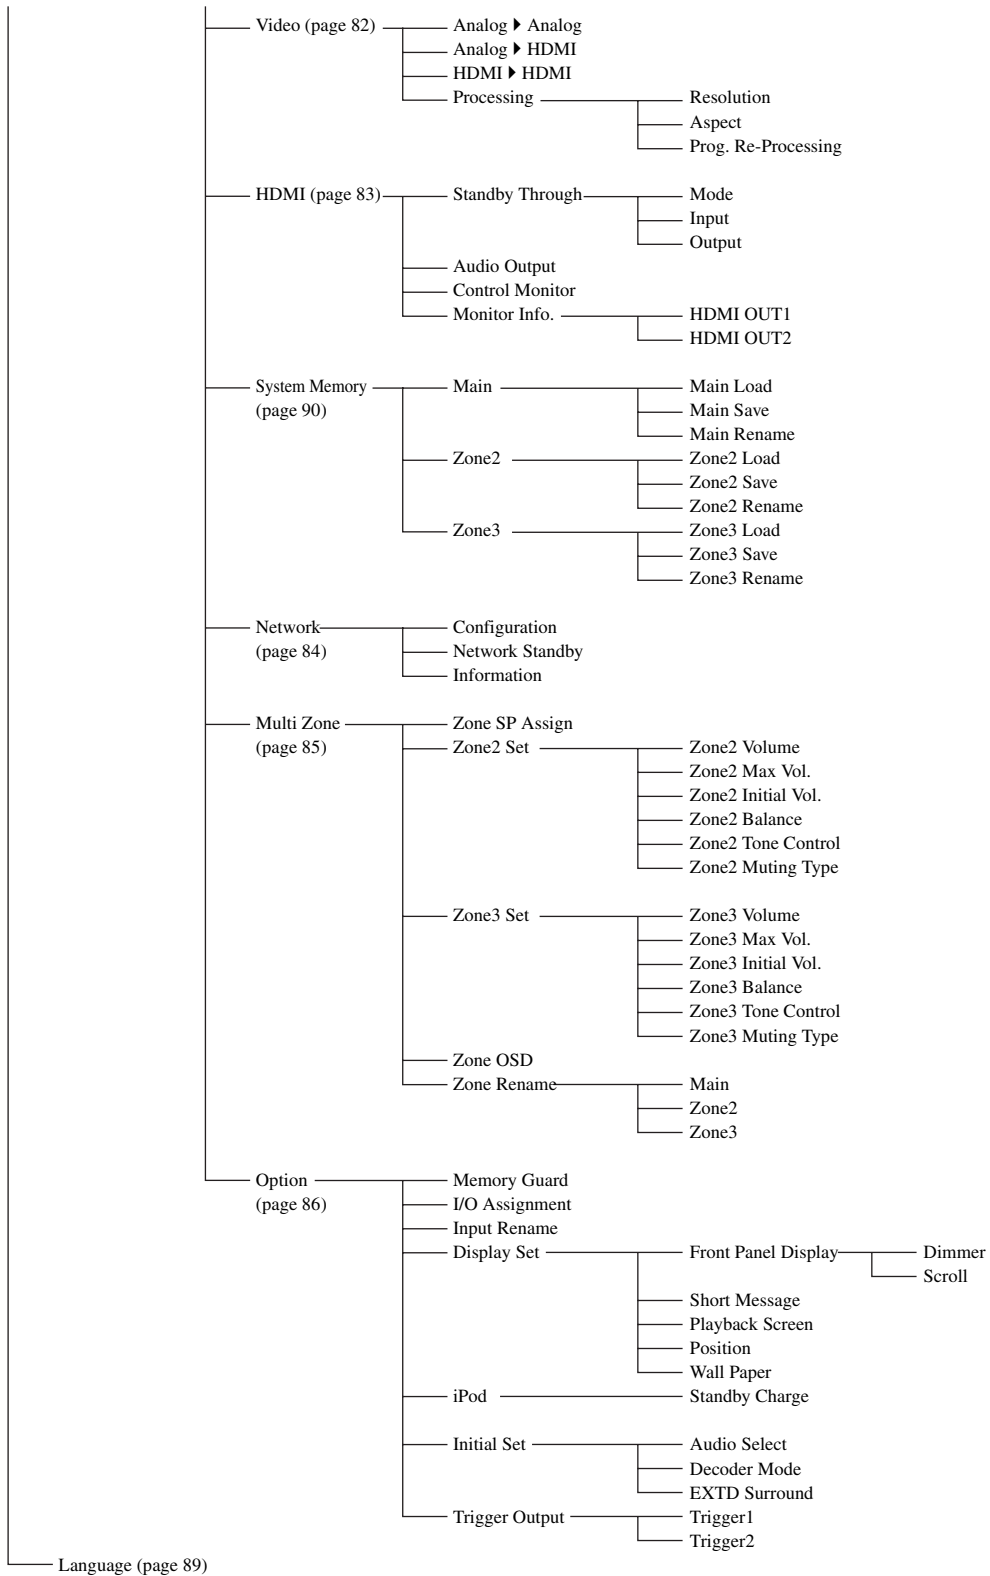 Video (page 82)
Analog ▶ Analog
Analog ▶ HDMI
HDMI ▶ HDMI
Processing
Resolution
Aspect
Prog. Re-Processing
HDMI (page 83)
Standby Through
Mode
Input
Output
Audio Output
Control Monitor
Monitor Info.
HDMI OUT1
HDMI OUT2
System Memory
(page 90)
Main
Main Load
Main Save
Main Rename
Zone2
Zone2 Load
Zone2 Save
Zone2 Rename
Zone3
Zone3 Load
Zone3 Save
Zone3 Rename
Network
(page 84)
Configuration
Network Standby
Information
Multi Zone
(page 85)
Zone SP Assign
Zone2 Set
Zone2 Volume
Zone2 Max Vol.
Zone2 Initial Vol.
Zone2 Balance
Zone2 Tone Control
Zone2 Muting Type
Zone3 Set
Zone3 Volume
Zone3 Max Vol.
Zone3 Initial Vol.
Zone3 Balance
Zone3 Tone Control
Zone3 Muting Type
Zone OSD
Zone Rename
Main
Zone2
Zone3
Option
(page 86)
Memory Guard
I/O Assignment
Input Rename
Display Set
Front Panel Display
Dimmer
Scroll
Short Message
Playback Screen
Position
Wall Paper
iPod
Standby Charge
Initial Set
Audio Select
Decoder Mode
EXTD Surround
Trigger Output
Trigger1
Trigger2
Language (page 89)